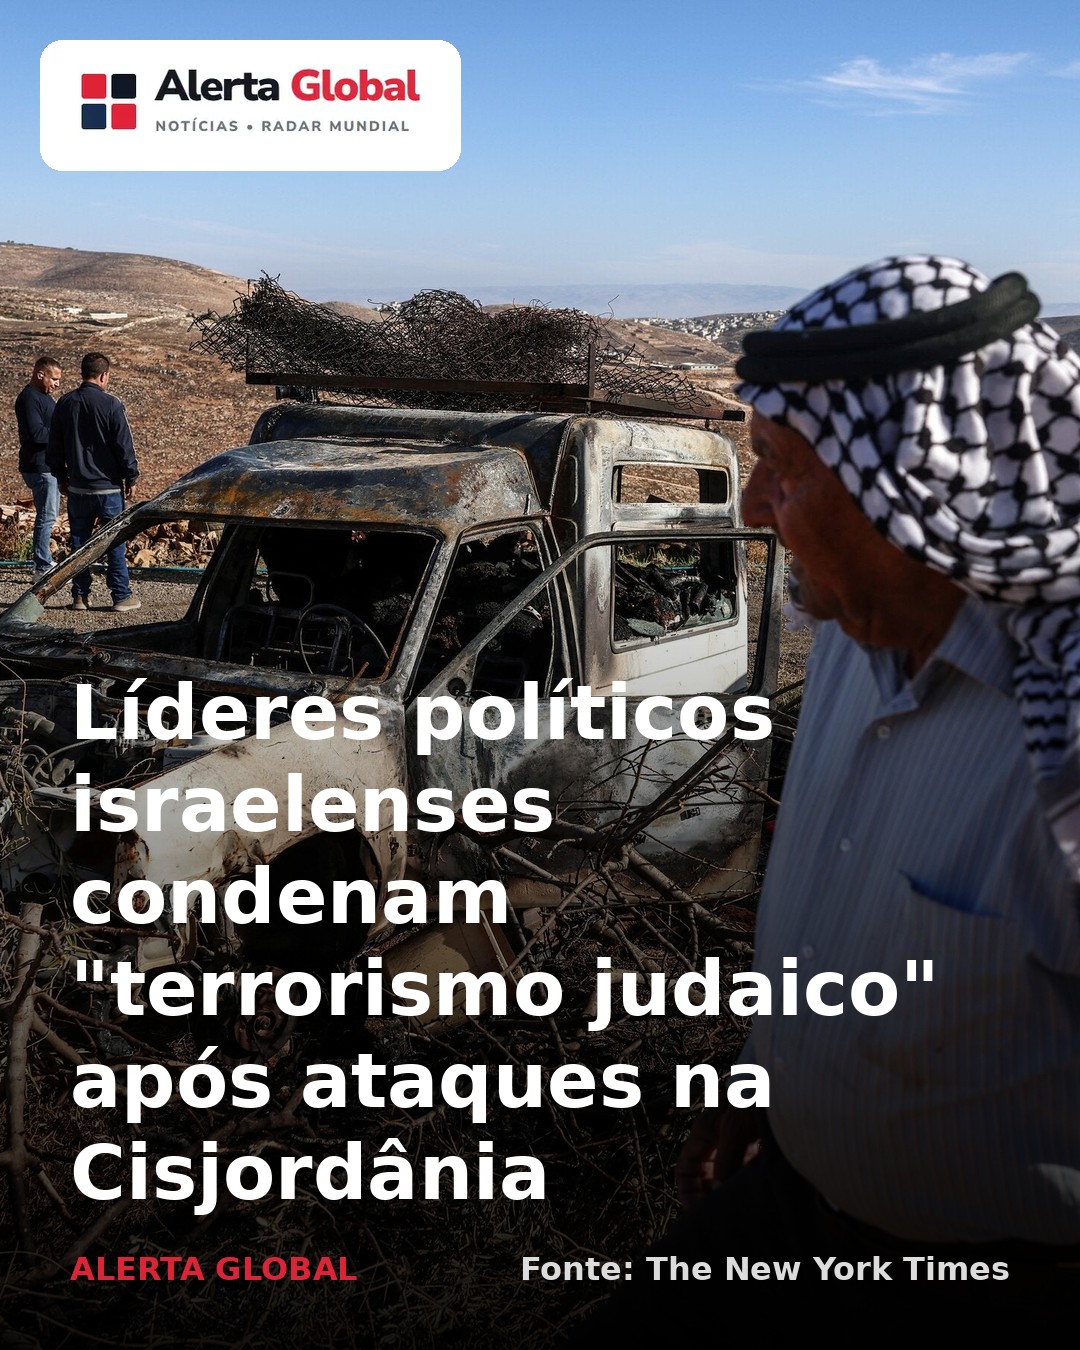 Alerta Global
NOTÍCIAS • RADAR MUNDIAL
Líderes políticos
israelenses
condenam
"terrorismo judaico"
após ataques na
Cisjordânia
ALERTA GLOBAL
Fonte: The New York Times